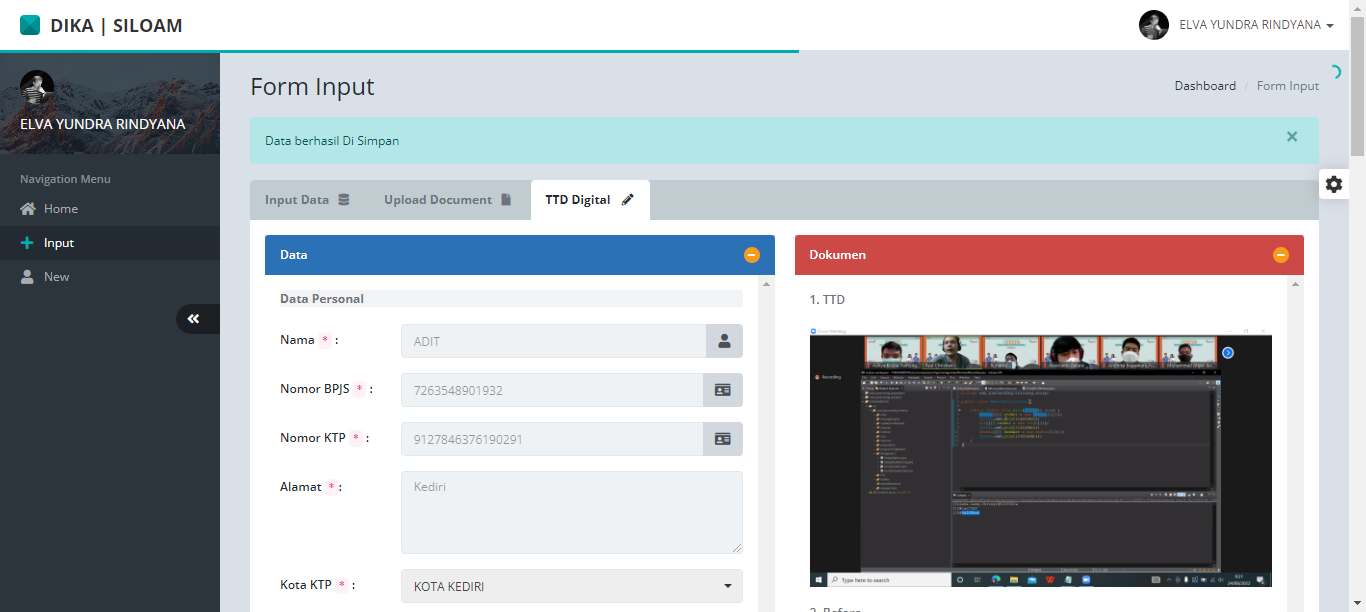 DIKA | SILOAM
ELVA YUNDRA RINDYANA
ELVA YUNDRA RINDYANA
Navigation Menu
Home
Input
New
Form Input
Dashboard / Form Input
Data berhasil Di Simpan
Input Data
Upload Document
TTD Digital
Data
Data Personal
Nama * :
ADIT
Nomor BPJS * :
7263548901932
Nomor KTP * :
9127846376190291
Alamat * :
Kediri
Kota KTP * :
KOTA KEDIRI
Dokumen
1. TTD
Zoom Meeting
Recording
Type here to search
2. Before